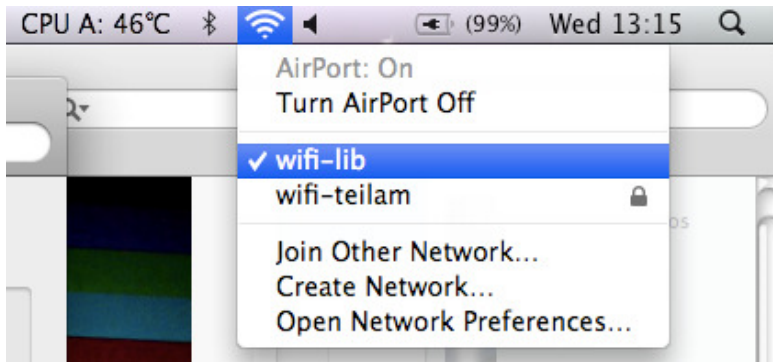 CPU A: 46°C (99%) Wed 13:15
AirPort: On
Turn AirPort Off
wifi-lib
wifi-teilam
os
Join Other Network...
Create Network...
Open Network Preferences...